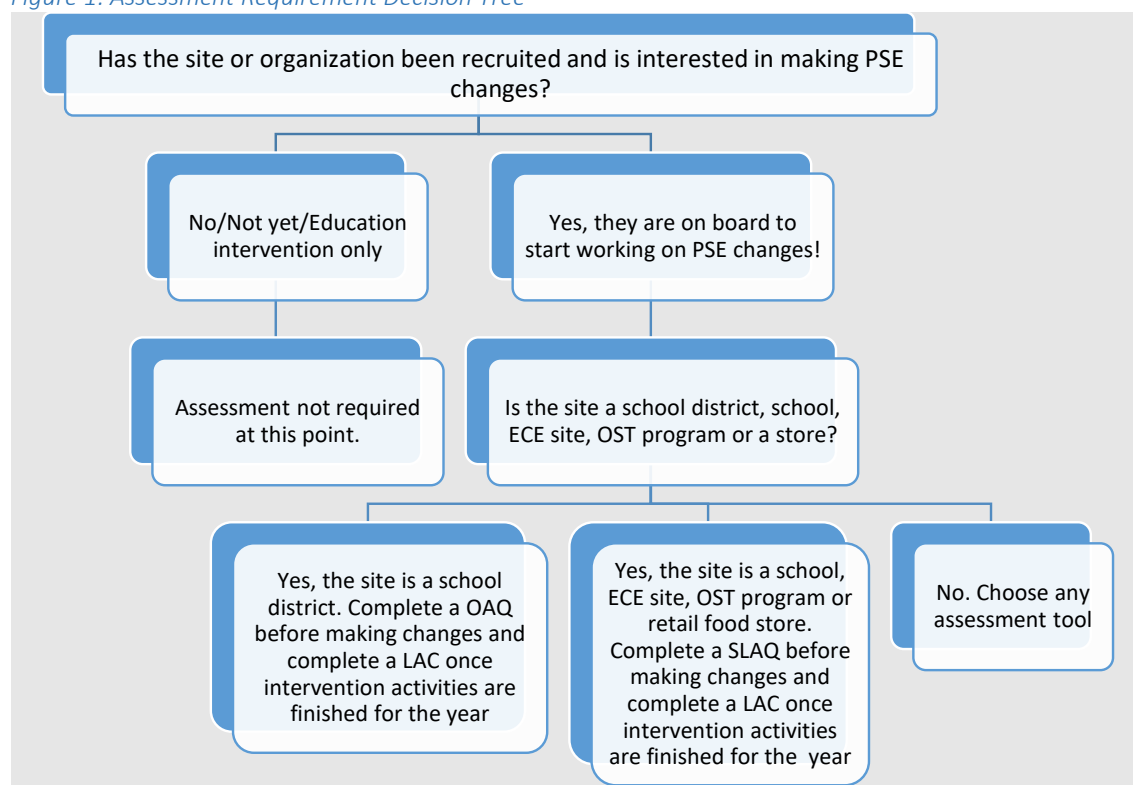 Figure 1: Assessment Requirement Decision Tree
Has the site or organization been recruited and is interested in making PSE
changes?
No/Not yet/Education
intervention only
Yes, they are on board to
start working on PSE changes!
Assessment not required
at this point.
Is the site a school district, school,
ECE site, OST program or a store?
Yes, the site is a school
district. Complete a OAQ
before making changes and
complete a LAC once
intervention activities are
finished for the year
Yes, the site is a school,
ECE site, OST program or
retail food store.
Complete a SLAQ before
making changes and
complete a LAC once
intervention activities
are finished for the  year
No. Choose any
assessment tool